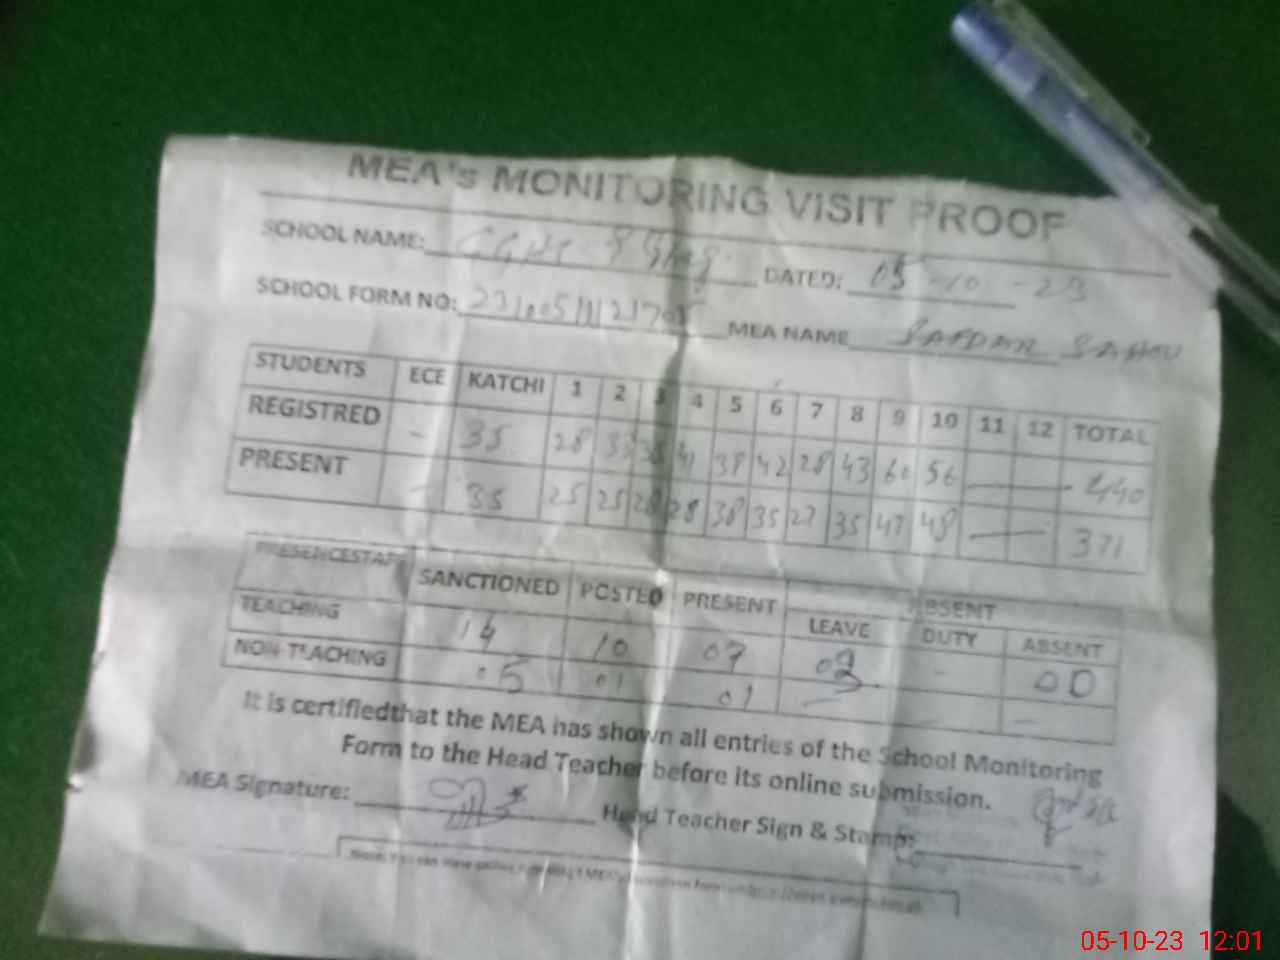 MEA's MONITORING VISIT PROOF
SCHOOL NAME: DATED: 05-10-23
SCHOOL FORM NO: MEA NAME SAFDAR
STUDENTS ECE KATCHI 1 2 3 4 5 6 7 8 9 10 11 12 TOTAL
REGISTRED - 35 28 33 41 42 28 43 60 56 — 440
PRESENT - 35 25 25 28 28 38 35 27 35 47 48 — 371
PRESENCESTAFF SANCTIONED POSTED PRESENT ABSENT
LEAVE DUTY ABSENT
TEACHING 14 10 07 03 - 00
NON-TEACHING 05 01 01 - - -
It is certifiedthat the MEA has shown all entries of the School Monitoring
Form to the Head Teacher before its online submission.
MEA Signature: Head Teacher Sign & Stamp:
05-10-23 12:01